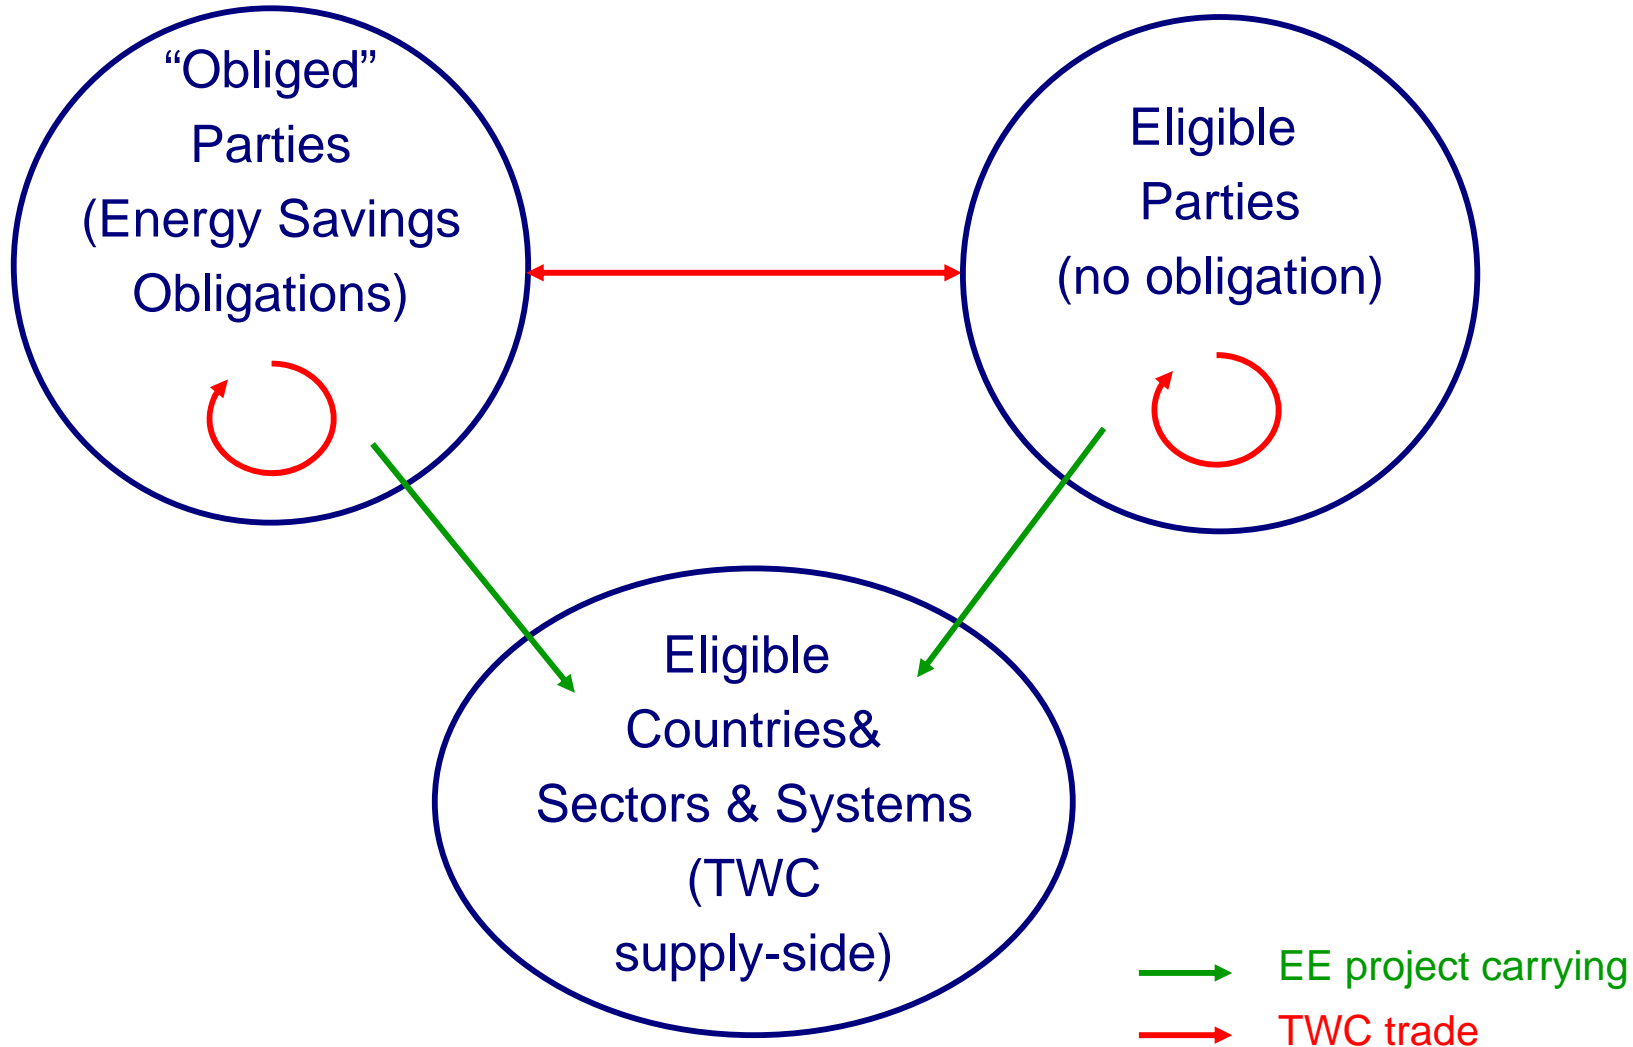 “Obliged”
Parties
(Energy Savings
Obligations)
Eligible
Parties
(no obligation)
Eligible
Countries&
Sectors & Systems
(TWC
supply-side)
EE project carrying
TWC trade